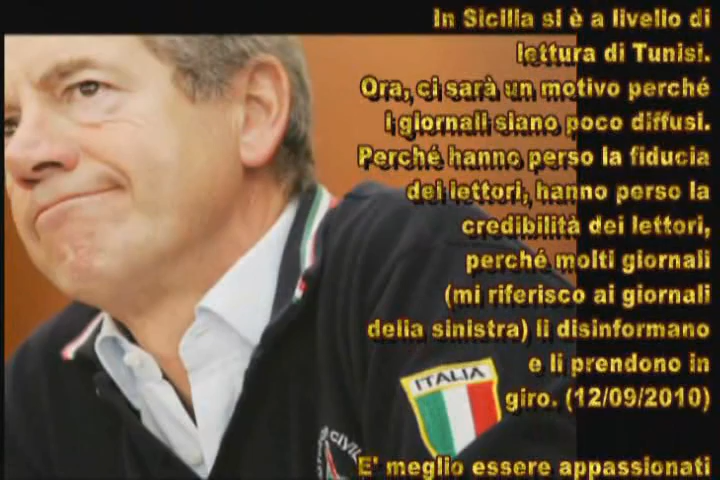 In Sicilia si è a livello di
lettura di Tunisi.
Ora, ci sarà un motivo perché
i giornali siano poco diffusi.
Perché hanno perso la fiducia
dei lettori, hanno perso la
credibilità dei lettori,
perché molti giornali
(mi riferisco ai giornali
della sinistra) li disinformano
e li prendono in
giro. (12/09/2010)
E' meglio essere appassionati
ITALIA